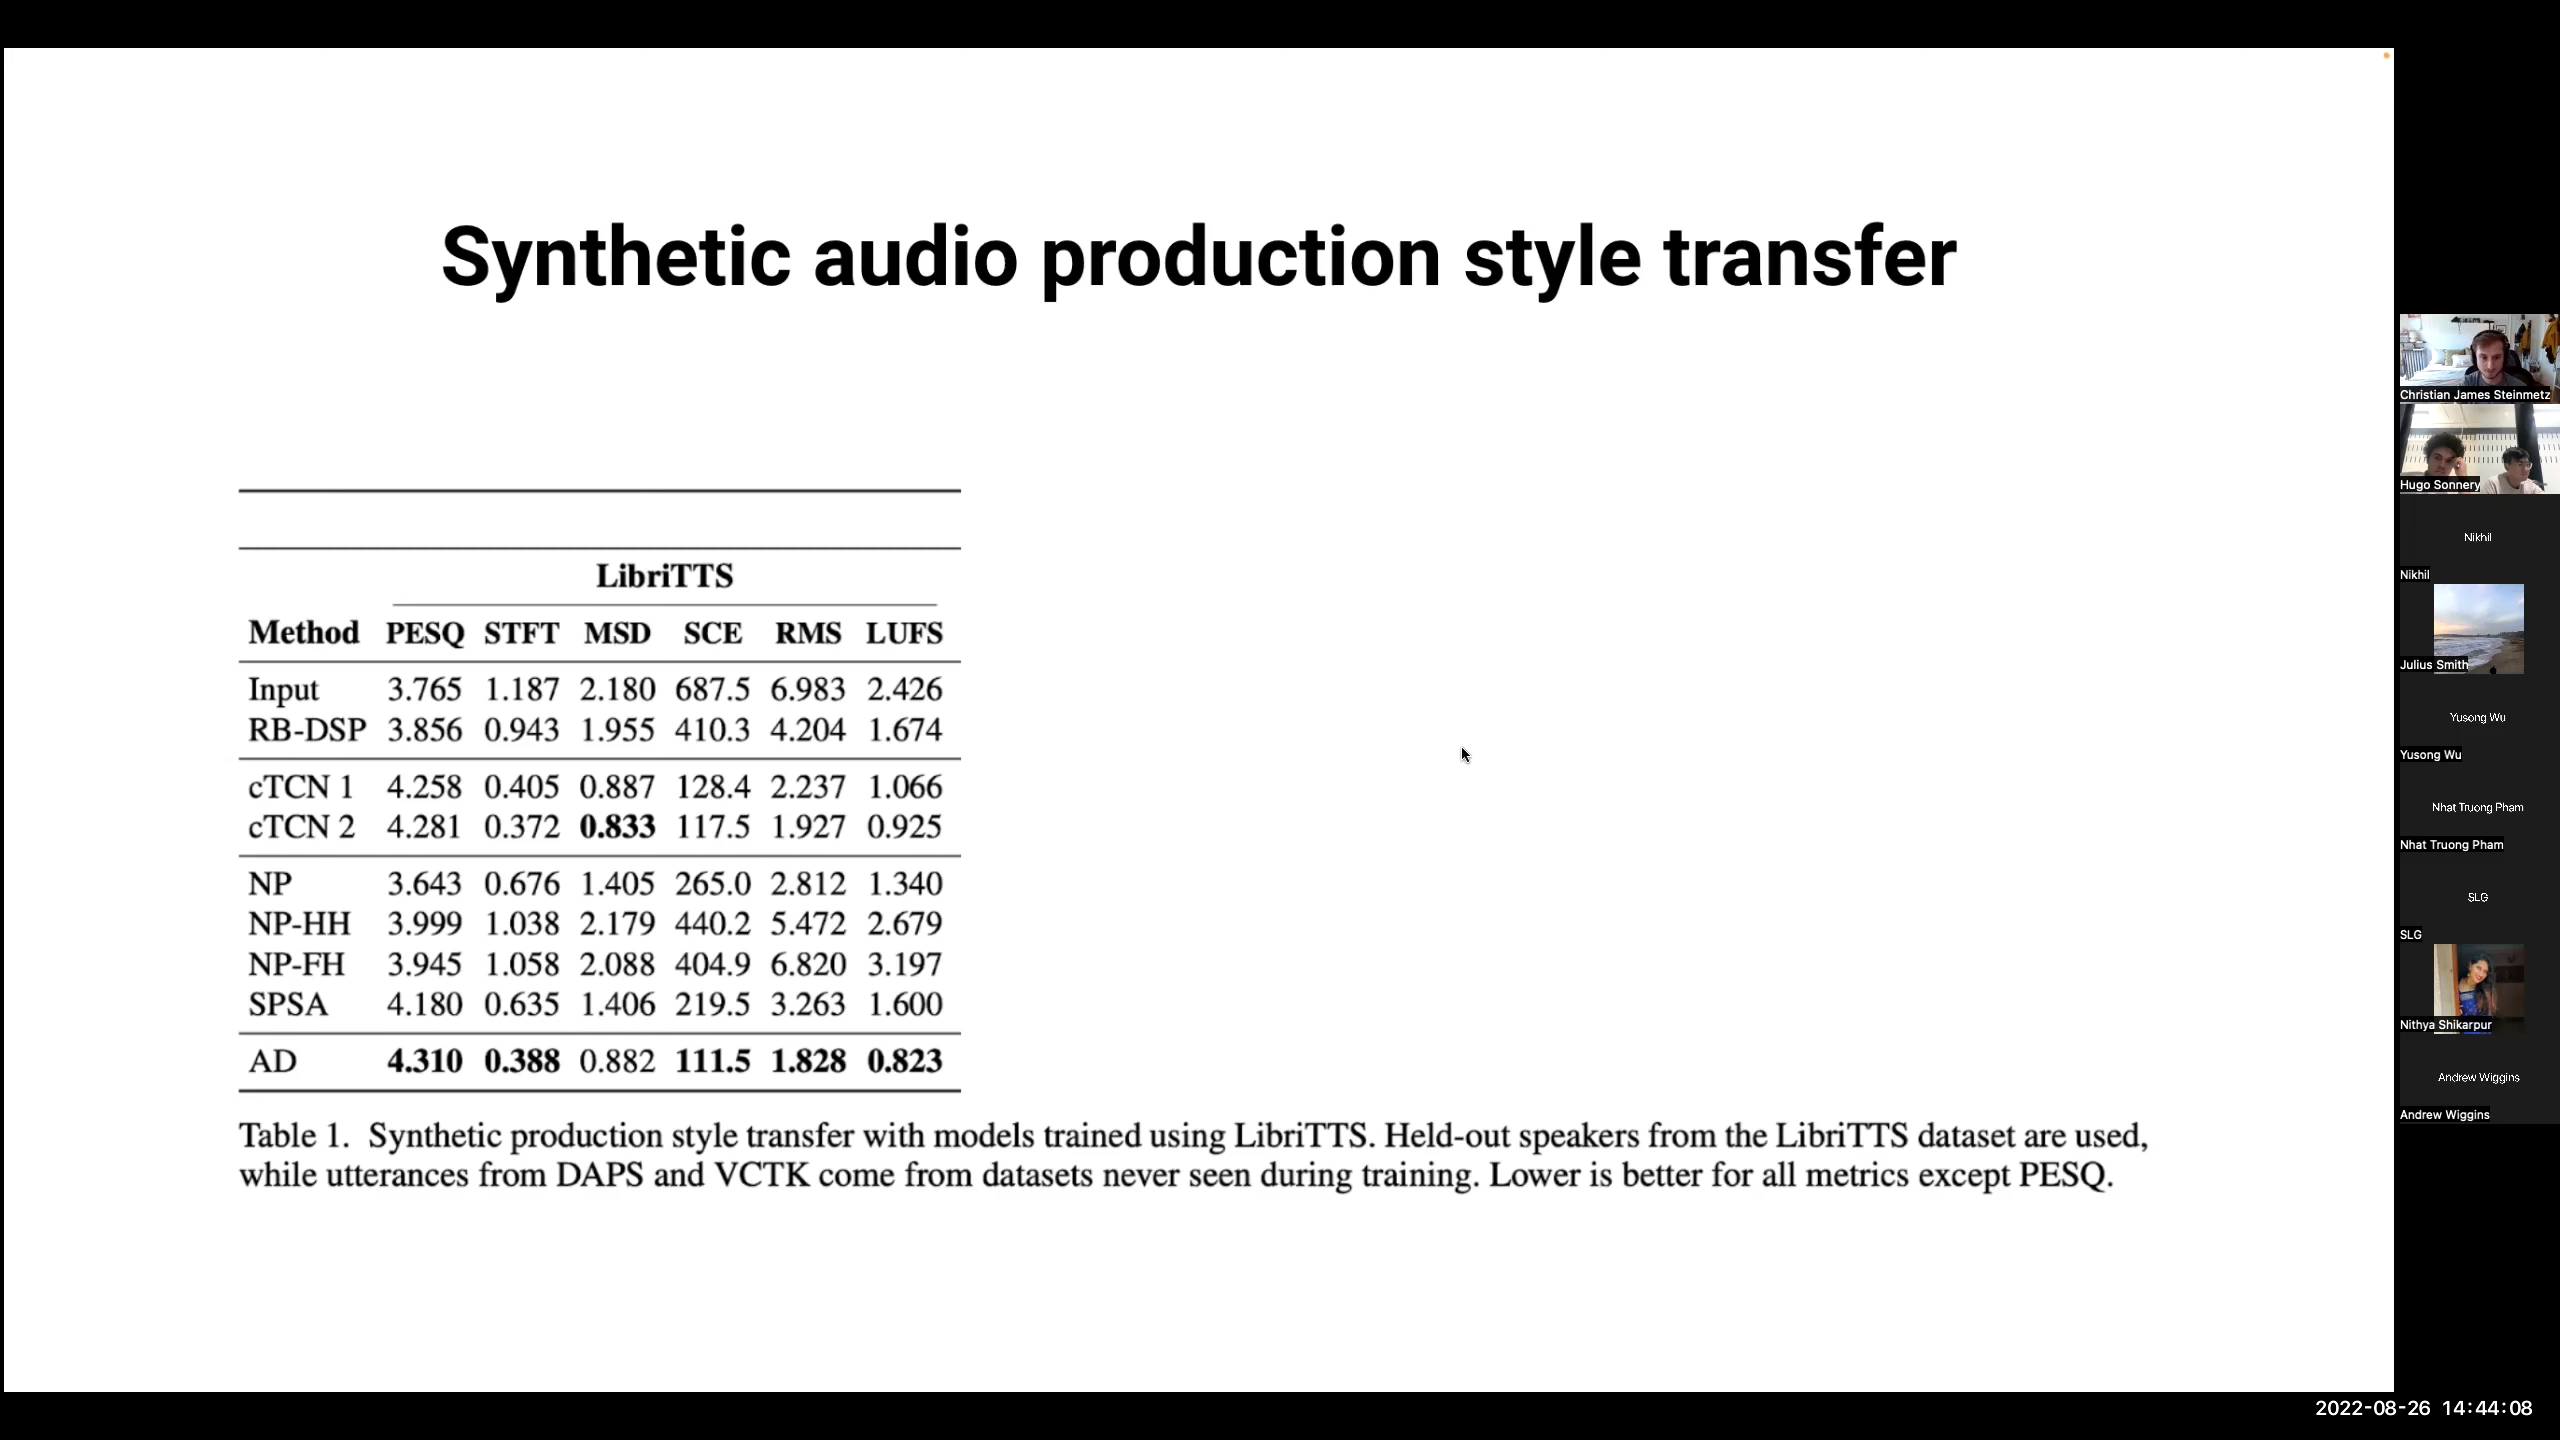 Synthetic audio production style transfer
LibriTTS
Method PESQ STFT MSD SCE RMS LUFS
Input 3.765 1.187 2.180 687.5 6.983 2.426
RB-DSP 3.856 0.943 1.955 410.3 4.204 1.674
cTCN 1 4.258 0.405 0.887 128.4 2.237 1.066
cTCN 2 4.281 0.372 0.833 117.5 1.927 0.925
NP 3.643 0.676 1.405 265.0 2.812 1.340
NP-HH 3.999 1.038 2.179 440.2 5.472 2.679
NP-FH 3.945 1.058 2.088 404.9 6.820 3.197
SPSA 4.180 0.635 1.406 219.5 3.263 1.600
AD 4.310 0.388 0.882 111.5 1.828 0.823
Table 1. Synthetic production style transfer with models trained using LibriTTS. Held-out speakers from the LibriTTS dataset are used,
while utterances from DAPS and VCTK come from datasets never seen during training. Lower is better for all metrics except PESQ.
Christian James Steinmetz
Hugo Sonnery
Nikhil
Nikhil
Julius Smith
Yusong Wu
Yusong Wu
Nhat Truong Pham
Nhat Truong Pham
SLG
SLG
Nithya Shikarpur
Andrew Wiggins
Andrew Wiggins
2022-08-26 14:44:08